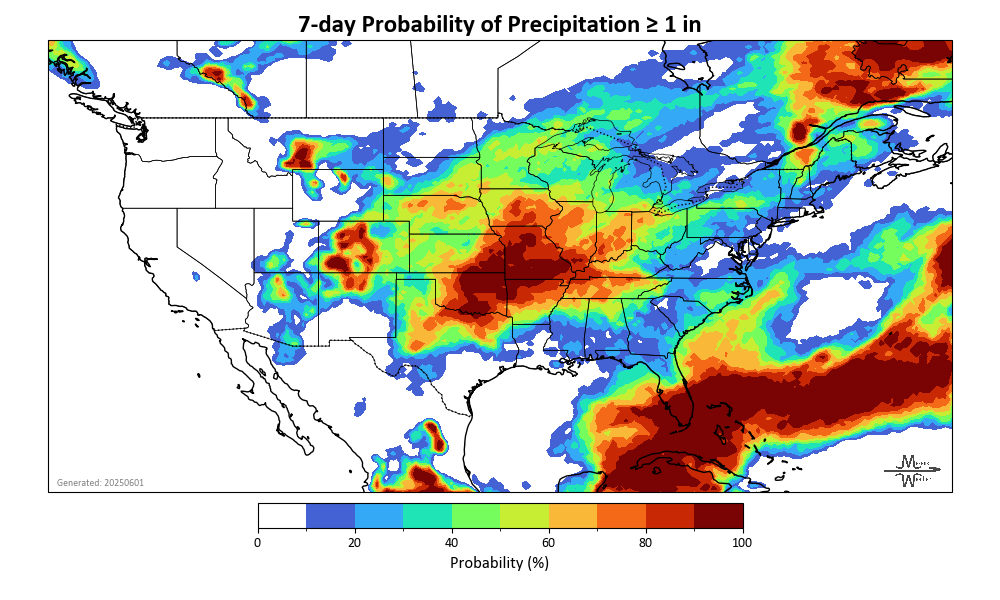 7-day Probability of Precipitation ≥ 1 in
Generated: 20250601
0 20 40 60 80 100
Probability (%)